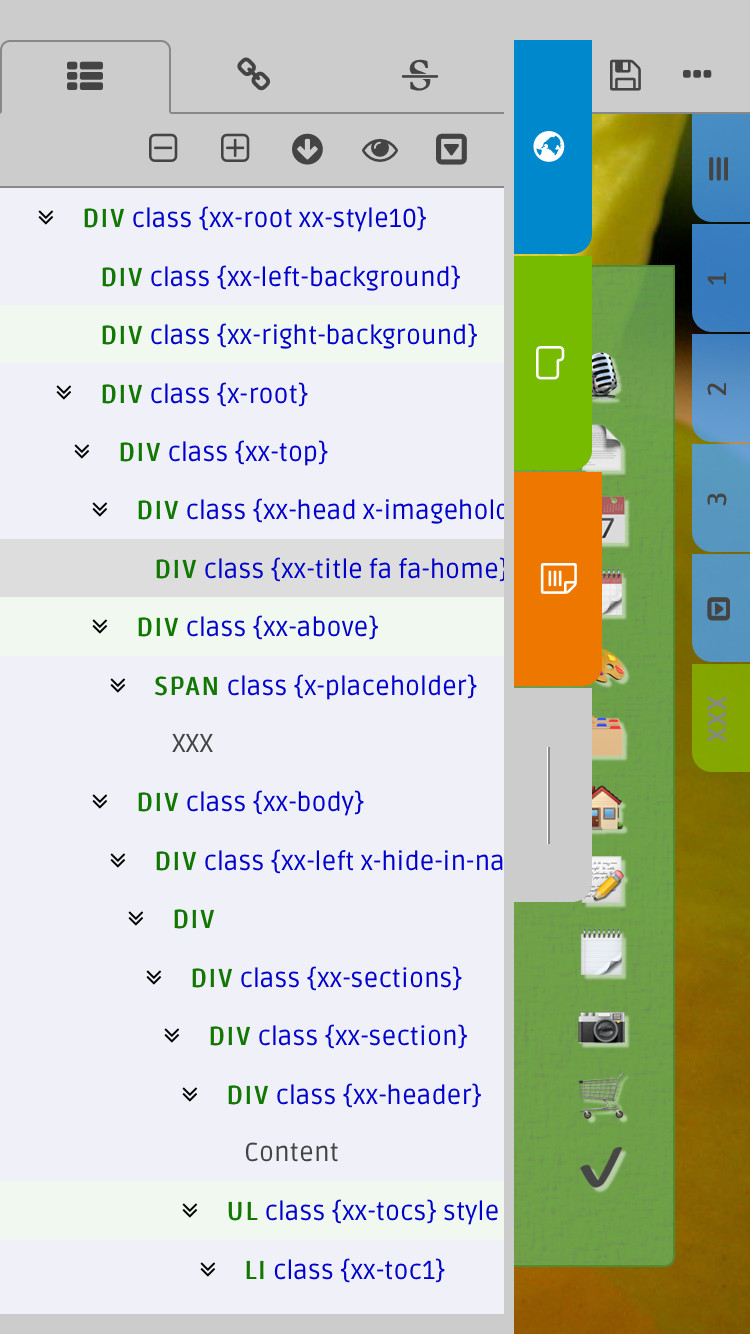 DIV class {xx-root xx-style10}
DIV class {xx-left-background}
DIV class {xx-right-background}
DIV class {x-root}
DIV class {xx-top}
DIV class {xx-head x-imagehold
DIV class {xx-title fa fa-home}
DIV class {xx-above}
SPAN class {x-placeholder}
XXX
DIV class {xx-body}
DIV class {xx-left x-hide-in-na
DIV
DIV class {xx-sections}
DIV class {xx-section}
DIV class {xx-header}
Content
UL class {xx-tocs} style
LI class {xx-toc1}
7
1
2
3
XXX